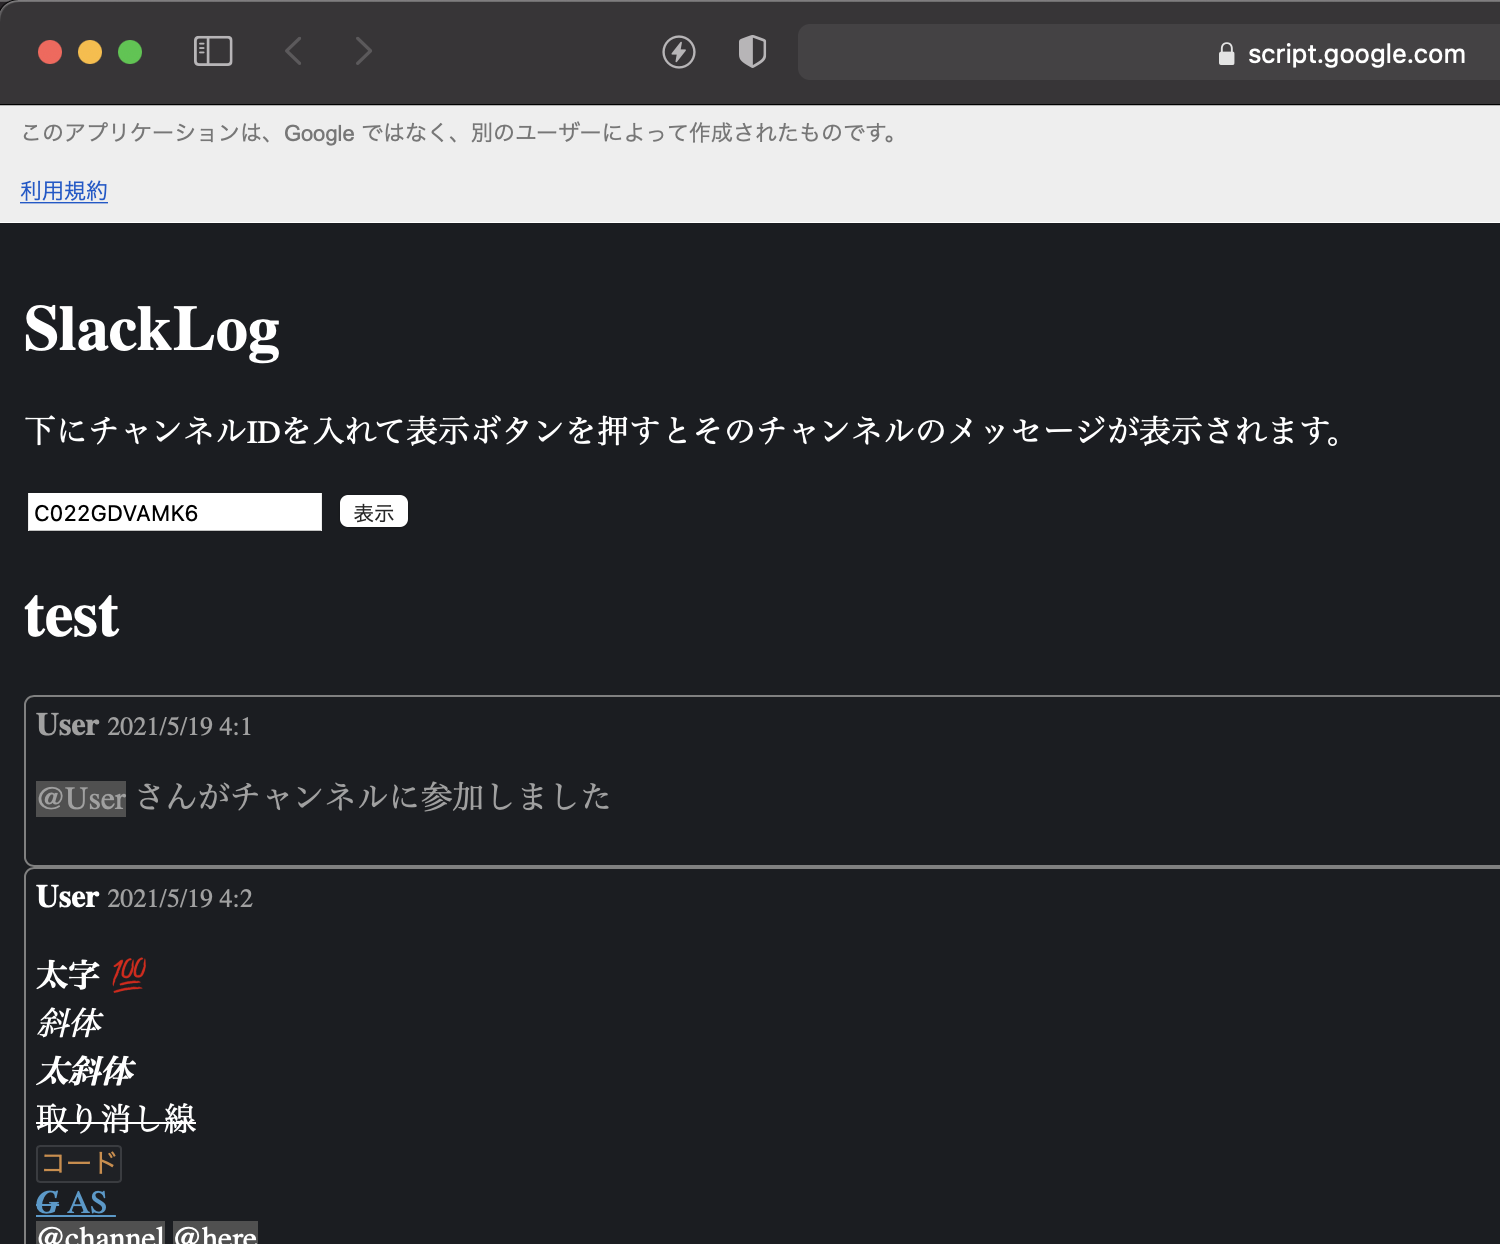 script.google.com
このアプリケーションは、Google ではなく、別のユーザーによって作成されたものです。
利用規約
SlackLog
下にチャンネルIDを入れて表示ボタンを押すとそのチャンネルのメッセージが表示されます。
C022GDVAMK6 表示
test
User 2021/5/19 4:1
@User さんがチャンネルに参加しました
User 2021/5/19 4:2
太字 💯
斜体
太斜体
取り消し線
コード
G AS
@channel @here